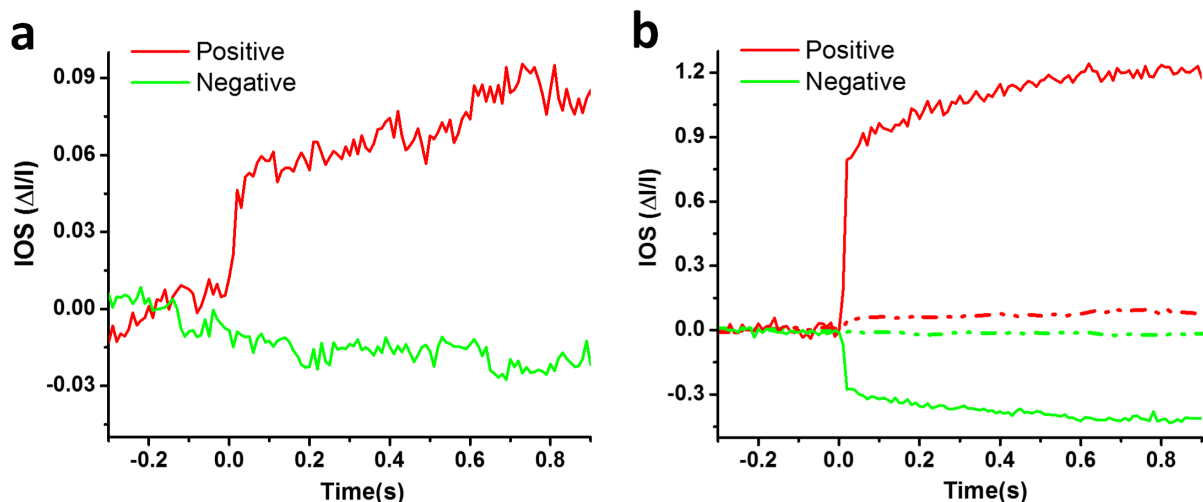 a
Positive
Negative
0.09
0.06
0.03
0.00
-0.03
IOS (ΔI/I)
-0.2 0.0 0.2 0.4 0.6 0.8
Time(s)
b
Positive
Negative
1.2
0.9
0.6
0.3
0.0
-0.3
IOS (ΔI/I)
-0.2 0.0 0.2 0.4 0.6 0.8
Time(s)